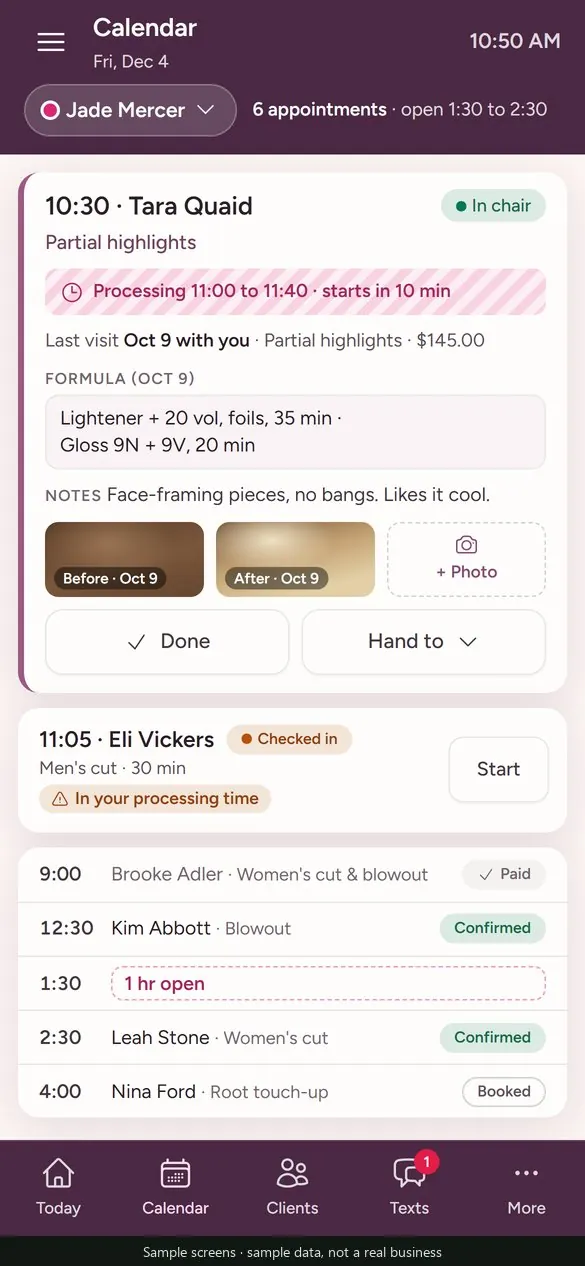 Calendar
Fri, Dec 4
10:50 AM
Jade Mercer
6 appointments · open 1:30 to 2:30
10:30 · Tara Quaid
In chair
Partial highlights
Processing 11:00 to 11:40 · starts in 10 min
Last visit Oct 9 with you · Partial highlights · $145.00
FORMULA (OCT 9)
Lightener + 20 vol, foils, 35 min ·
Gloss 9N + 9V, 20 min
NOTES Face-framing pieces, no bangs. Likes it cool.
Before · Oct 9
After · Oct 9
+ Photo
Done
Hand to
11:05 · Eli Vickers
Checked in
Men's cut · 30 min
In your processing time
Start
9:00 Brooke Adler · Women's cut & blowout Paid
12:30 Kim Abbott · Blowout Confirmed
1:30 1 hr open
2:30 Leah Stone · Women's cut Confirmed
4:00 Nina Ford · Root touch-up Booked
1
Today Calendar Clients Texts More
Sample screens · sample data, not a real business